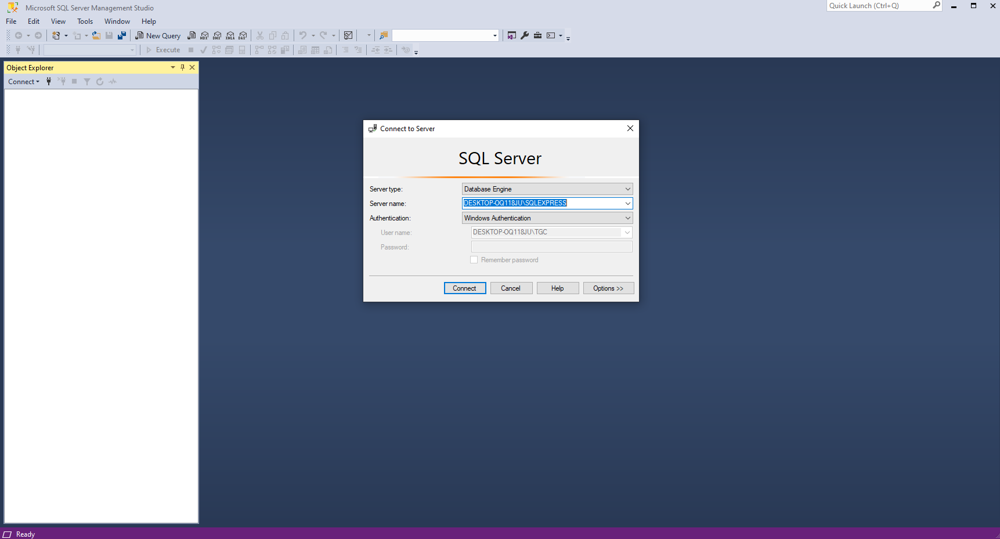 Microsoft SQL Server Management Studio
Quick Launch (Ctrl+Q)
File Edit View Tools Window Help
New Query MDX DMX XMLA DAX
Execute
Object Explorer
Connect
Connect to Server
SQL Server
Server type: Database Engine
Server name: DESKTOP-OQ118JU\SQLEXPRESS
Authentication: Windows Authentication
User name: DESKTOP-OQ118JU\TGC
Password:
Remember password
Connect Cancel Help Options >>
Ready